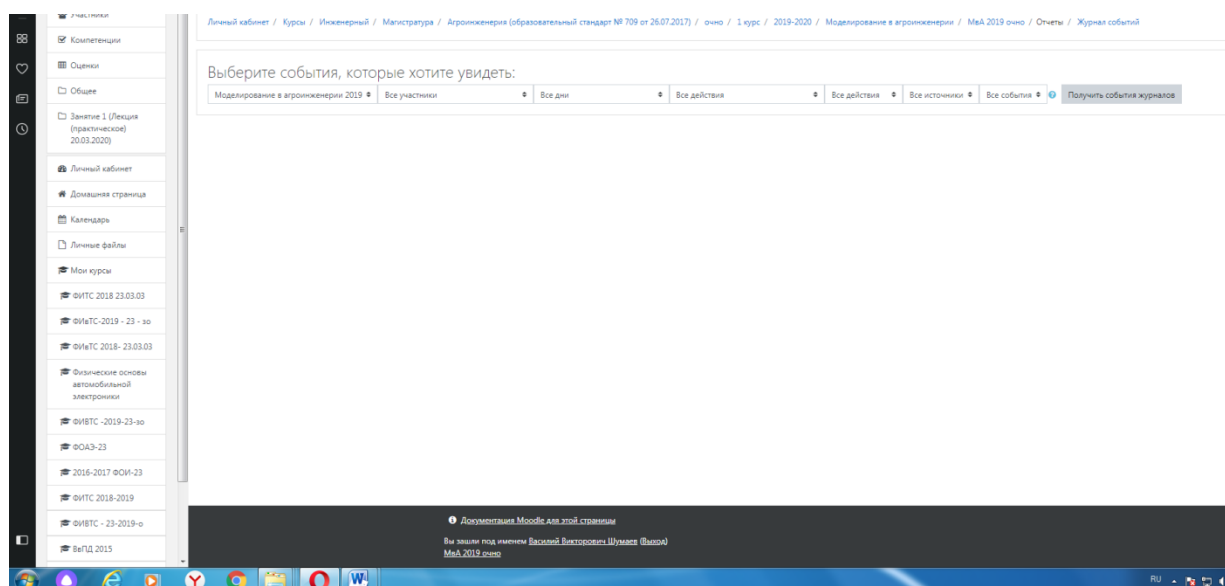 Участники
Личный кабинет / Курсы / Инженерный / Магистратура / Агроинженерия (образовательный стандарт № 709 от 26.07.2017) / очно / 1 курс / 2019-2020 / Моделирование в агроинженерии / МвА 2019 очно / Отчеты / Журнал событий
Компетенции
Оценки
Общее
Занятие 1 (Лекция
(практическое)
20.03.2020)
Личный кабинет
Домашняя страница
Календарь
Личные файлы
Мои курсы
ФИТС 2018 23.03.03
ФИвТС-2019 - 23 - зо
ФИвТС 2018- 23.03.03
Физические основы
автомобильной
электроники
ФИВТС -2019-23-зо
ФОАЭ-23
2016-2017 ФОИ-23
ФИТС 2018-2019
ФИВТС - 23-2019-о
ВвПД 2015
Выберите события, которые хотите увидеть:
Моделирование в агроинженерии 2019 Все участники Все дни Все действия Все действия Все источники Все события Получить события журналов
Документация Moodle для этой страницы
Вы зашли под именем Василий Викторович Шумаев (Выход)
МвА 2019 очно
RU